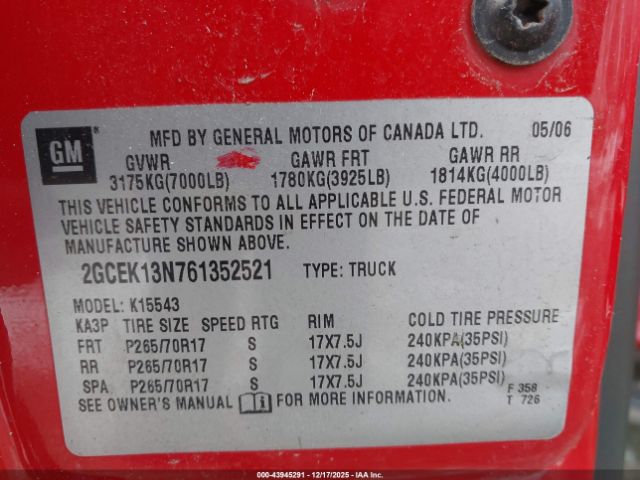 GM®
MFD BY GENERAL MOTORS OF CANADA LTD. 05/06
GVWR GAWR FRT GAWR RR
3175KG(7000LB) 1780KG(3925LB) 1814KG(4000LB)
THIS VEHICLE CONFORMS TO ALL APPLICABLE U.S. FEDERAL MOTOR
VEHICLE SAFETY STANDARDS IN EFFECT ON THE DATE OF
MANUFACTURE SHOWN ABOVE.
2GCEK13N761352521 TYPE: TRUCK
MODEL: K15543
KA3P TIRE SIZE SPEED RTG RIM COLD TIRE PRESSURE
FRT P265/70R17 S 17X7.5J 240KPA(35PSI)
RR P265/70R17 S 17X7.5J 240KPA(35PSI)
SPA P265/70R17 S 17X7.5J 240KPA(35PSI)
SEE OWNER'S MANUAL FOR MORE INFORMATION.
F 358
T 726
000-43945291 - 12/17/2025 - IAAI.COM